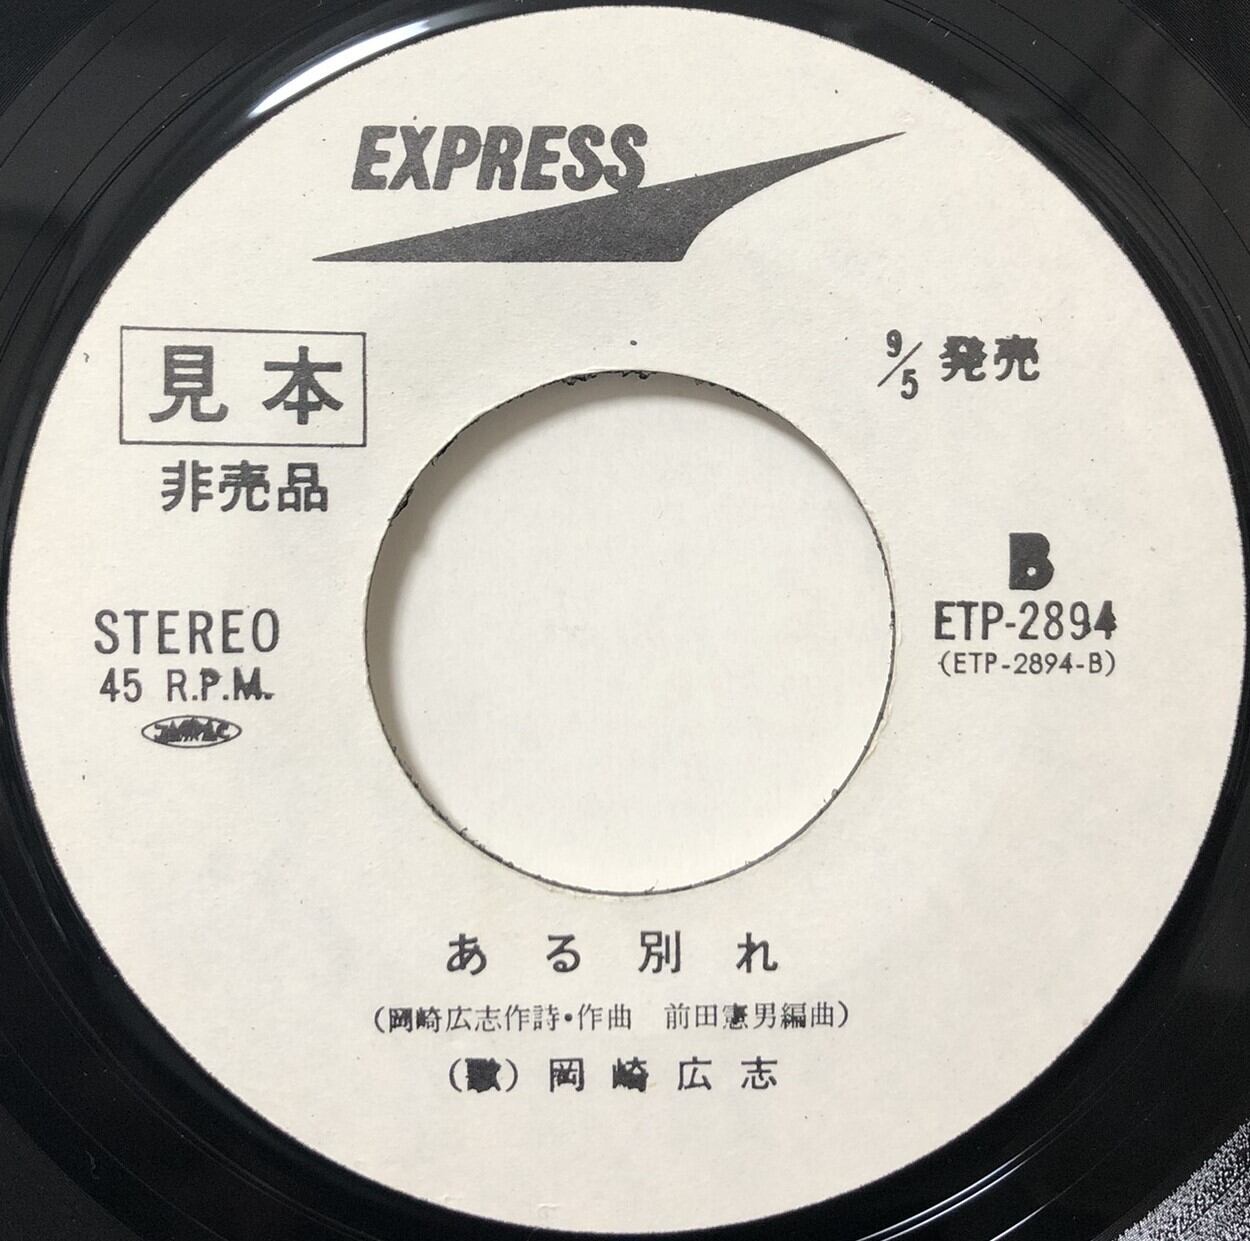 EXPRESS
見本
非売品
9/5 発売
STEREO
45 R.P.M.
JASRAC
B
ETP-2894
(ETP-2894-B)
ある別れ
(岡崎広志作詩・作曲 前田憲男編曲)
(歌) 岡崎広志